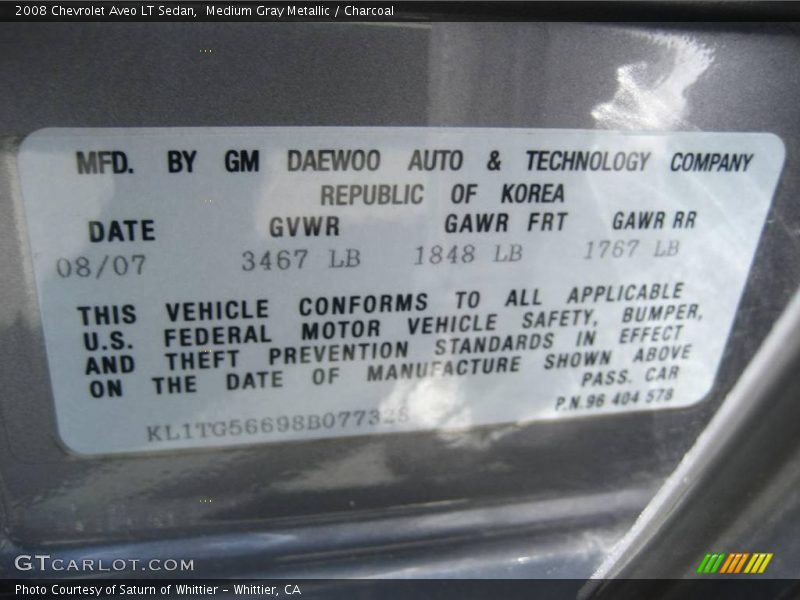 2008 Chevrolet Aveo LT Sedan, Medium Gray Metallic / Charcoal
MFD. BY GM DAEWOO AUTO & TECHNOLOGY COMPANY
REPUBLIC OF KOREA
DATE GVWR GAWR FRT GAWR RR
08/07 3467 LB 1848 LB 1767 LB
THIS VEHICLE CONFORMS TO ALL APPLICABLE
U.S. FEDERAL MOTOR VEHICLE SAFETY, BUMPER,
AND THEFT PREVENTION STANDARDS IN EFFECT
ON THE DATE OF MANUFACTURE SHOWN ABOVE
PASS. CAR
P.N.96 404 578
GTCARLOT.COM
Photo Courtesy of Saturn of Whittier - Whittier, CA